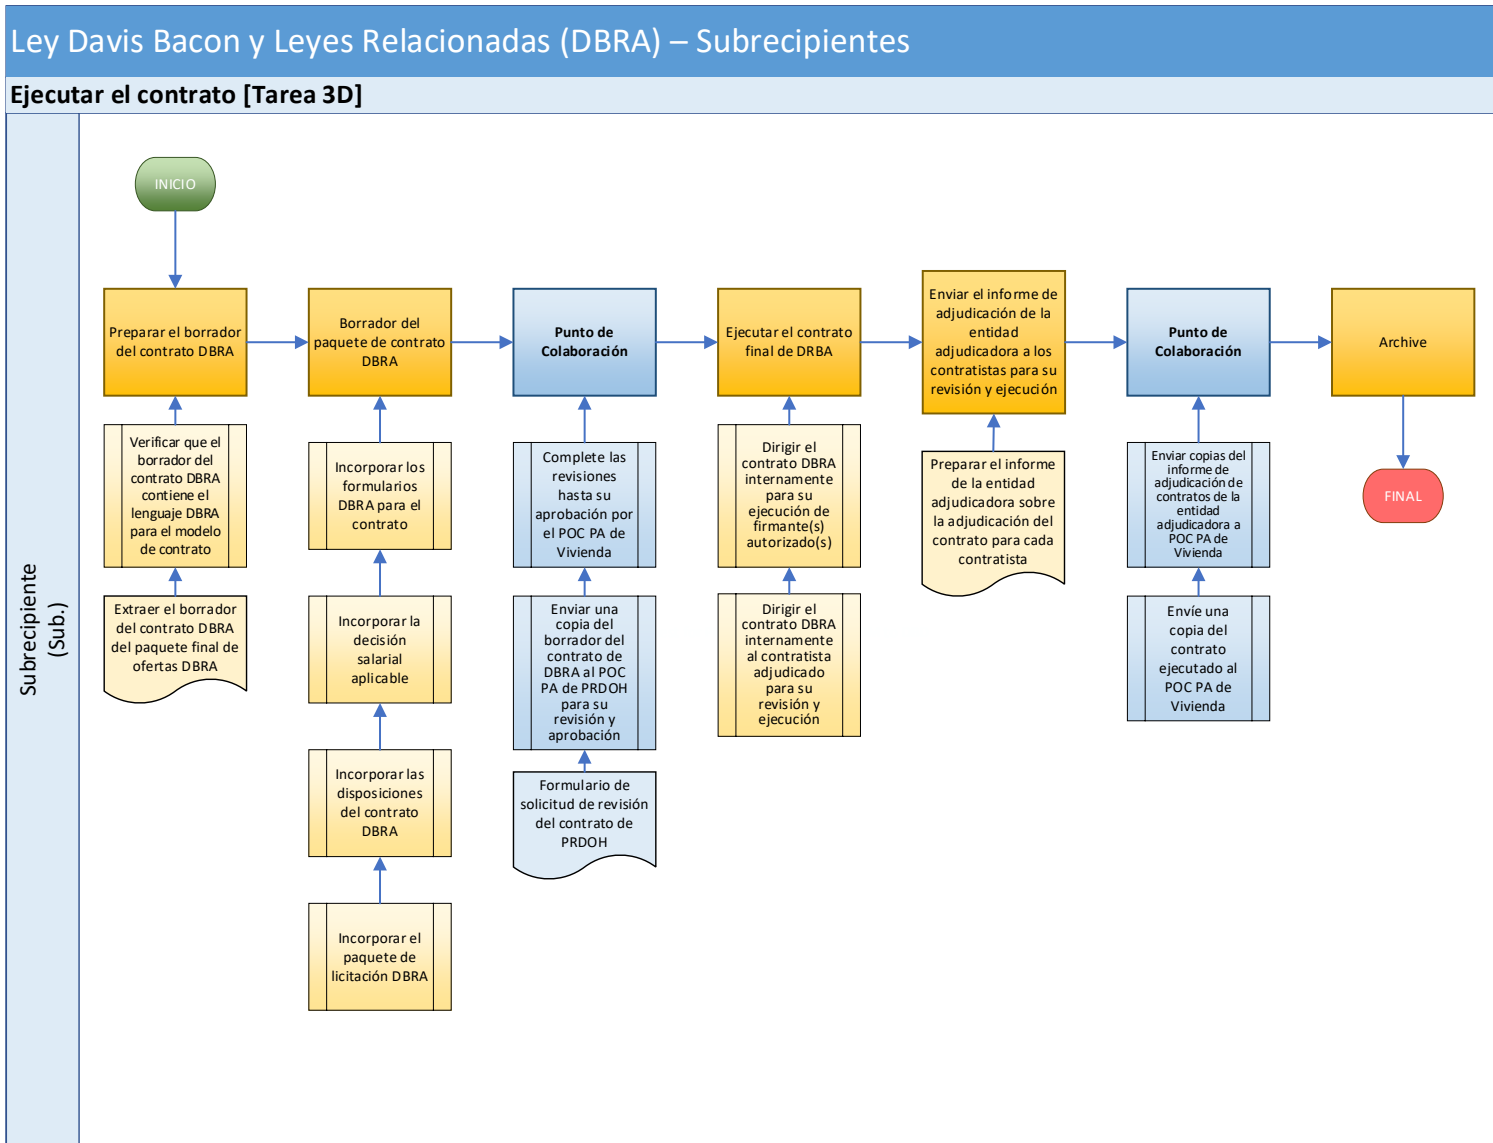 Ley Davis Bacon y Leyes Relacionadas (DBRA) – Subrecipientes
Ejecutar el contrato [Tarea 3D]
Subrecipiente
(Sub.)
INICIO
Preparar el borrador
del contrato DBRA
Verificar que el
borrador del
contrato DBRA
contiene el
lenguaje DBRA
para el modelo
de contrato
Extraer el borrador
del contrato DBRA
del paquete final de
ofertas DBRA
Borrador del
paquete de contrato
DBRA
Incorporar los
formularios
DBRA para el
contrato
Incorporar la
decisión
salarial
aplicable
Incorporar las
disposiciones
del contrato
DBRA
Incorporar el
paquete de
licitación DBRA
Punto de
Colaboración
Complete las
revisiones
hasta su
aprobación por
el POC PA de
Vivienda
Enviar una
copia del
borrador del
contrato de
DBRA al POC
PA de PRDOH
para su
revisión y
aprobación
Formulario de
solicitud de revisión
del contrato de
PRDOH
Ejecutar el contrato
final de DRBA
Dirigir el
contrato DBRA
internamente
para su
ejecución de
firmante(s)
autorizado(s)
Dirigir el
contrato DBRA
internamente
al contratista
adjudicado
para su
revisión y
ejecución
Enviar el informe de
adjudicación de la
entidad
adjudicadora a los
contratistas para su
revisión y ejecución
Preparar el informe
de la entidad
adjudicadora sobre
la adjudicación del
contrato para cada
contratista
Punto de
Colaboración
Enviar copias del
informe de
adjudicación de
contratos de la
entidad
adjudicadora a
POC PA de
Vivienda
Envíe una
copia del
contrato
ejecutado al
POC PA de
Vivienda
Archive
FINAL